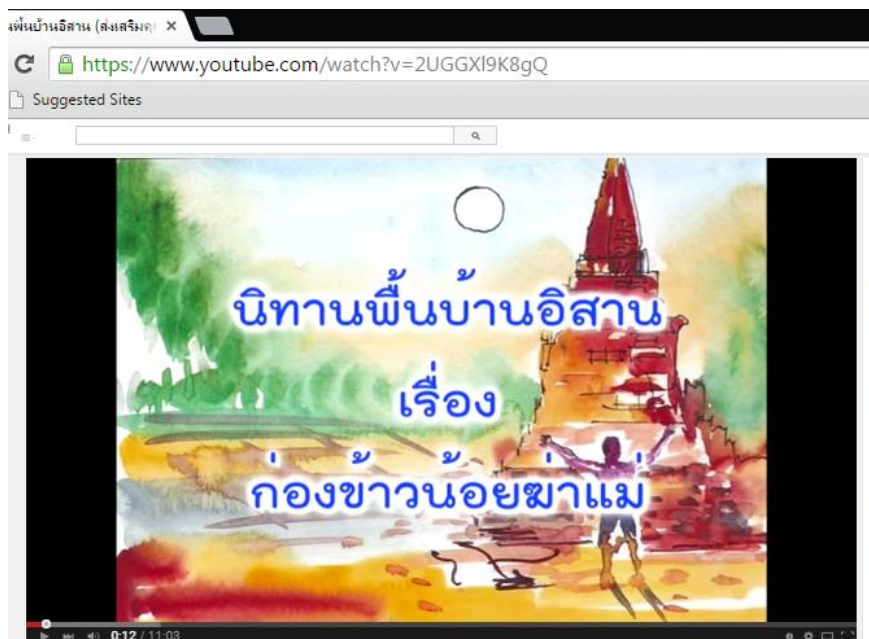 นพื้นบ้านอิสาน (ส่งเสริม
https://www.youtube.com/watch?v=2UGGXl9K8gQ
Suggested Sites
นิทานพื้นบ้านอิสาน
เรื่อง
ก่องข้าวน้อยฆ่าแม่
0:12 / 11:03